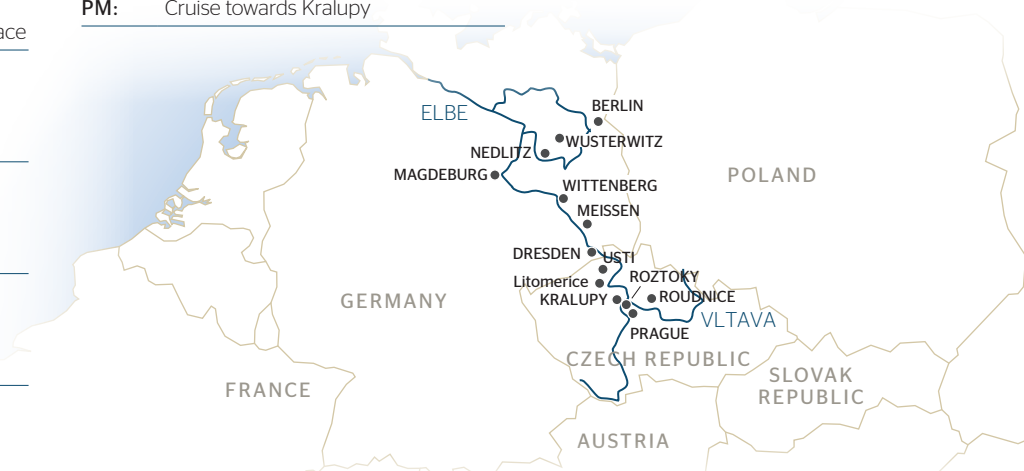 PM: Cruise towards Kralupy
ace
BERLIN
ELBE
WÜSTERWITZ
NEDLITZ
MAGDEBURG
POLAND
WITTENBERG
MEISSEN
DRESDEN
USTI
ROZTOKY
Litomerice
ROUDNICE
KRALUPY
GERMANY
VLTAVA
PRAGUE
CZECH REPUBLIC
SLOVAK
REPUBLIC
FRANCE
AUSTRIA